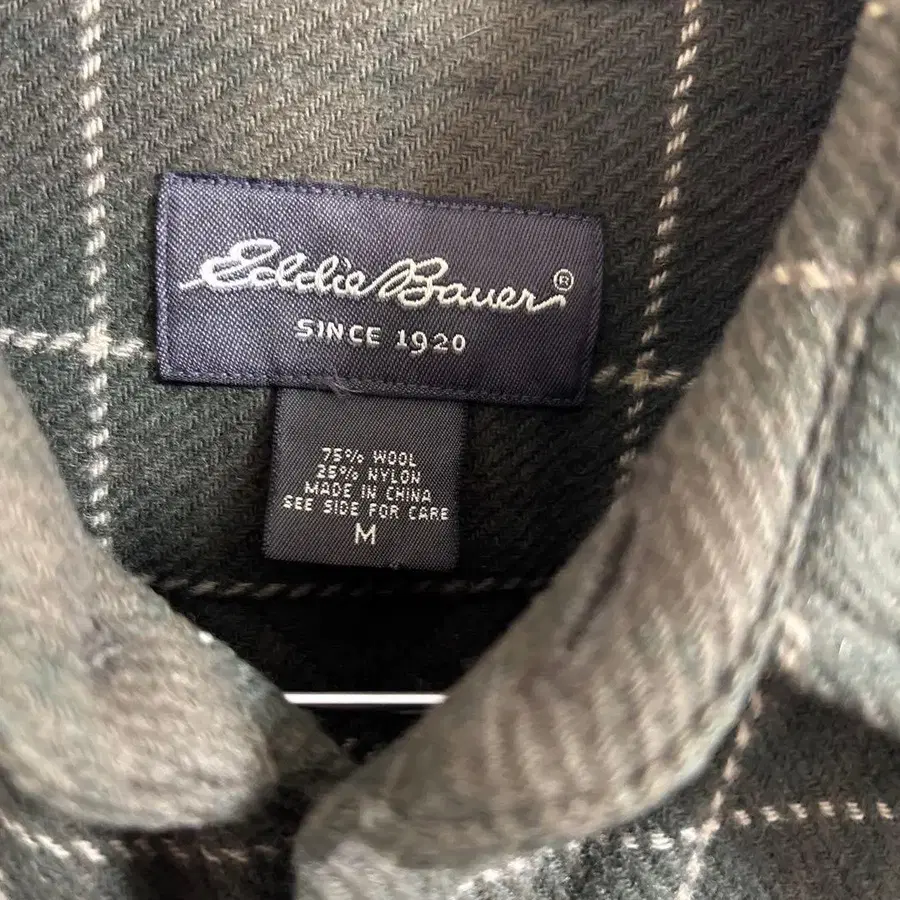 Eddie Bauer®
SINCE 1920
75% WOOL
25% NYLON
MADE IN CHINA
SEE SIDE FOR CARE
M